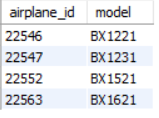 airplane_id model
22546 BX1221
22547 BX1231
22552 BX1521
22563 BX1621